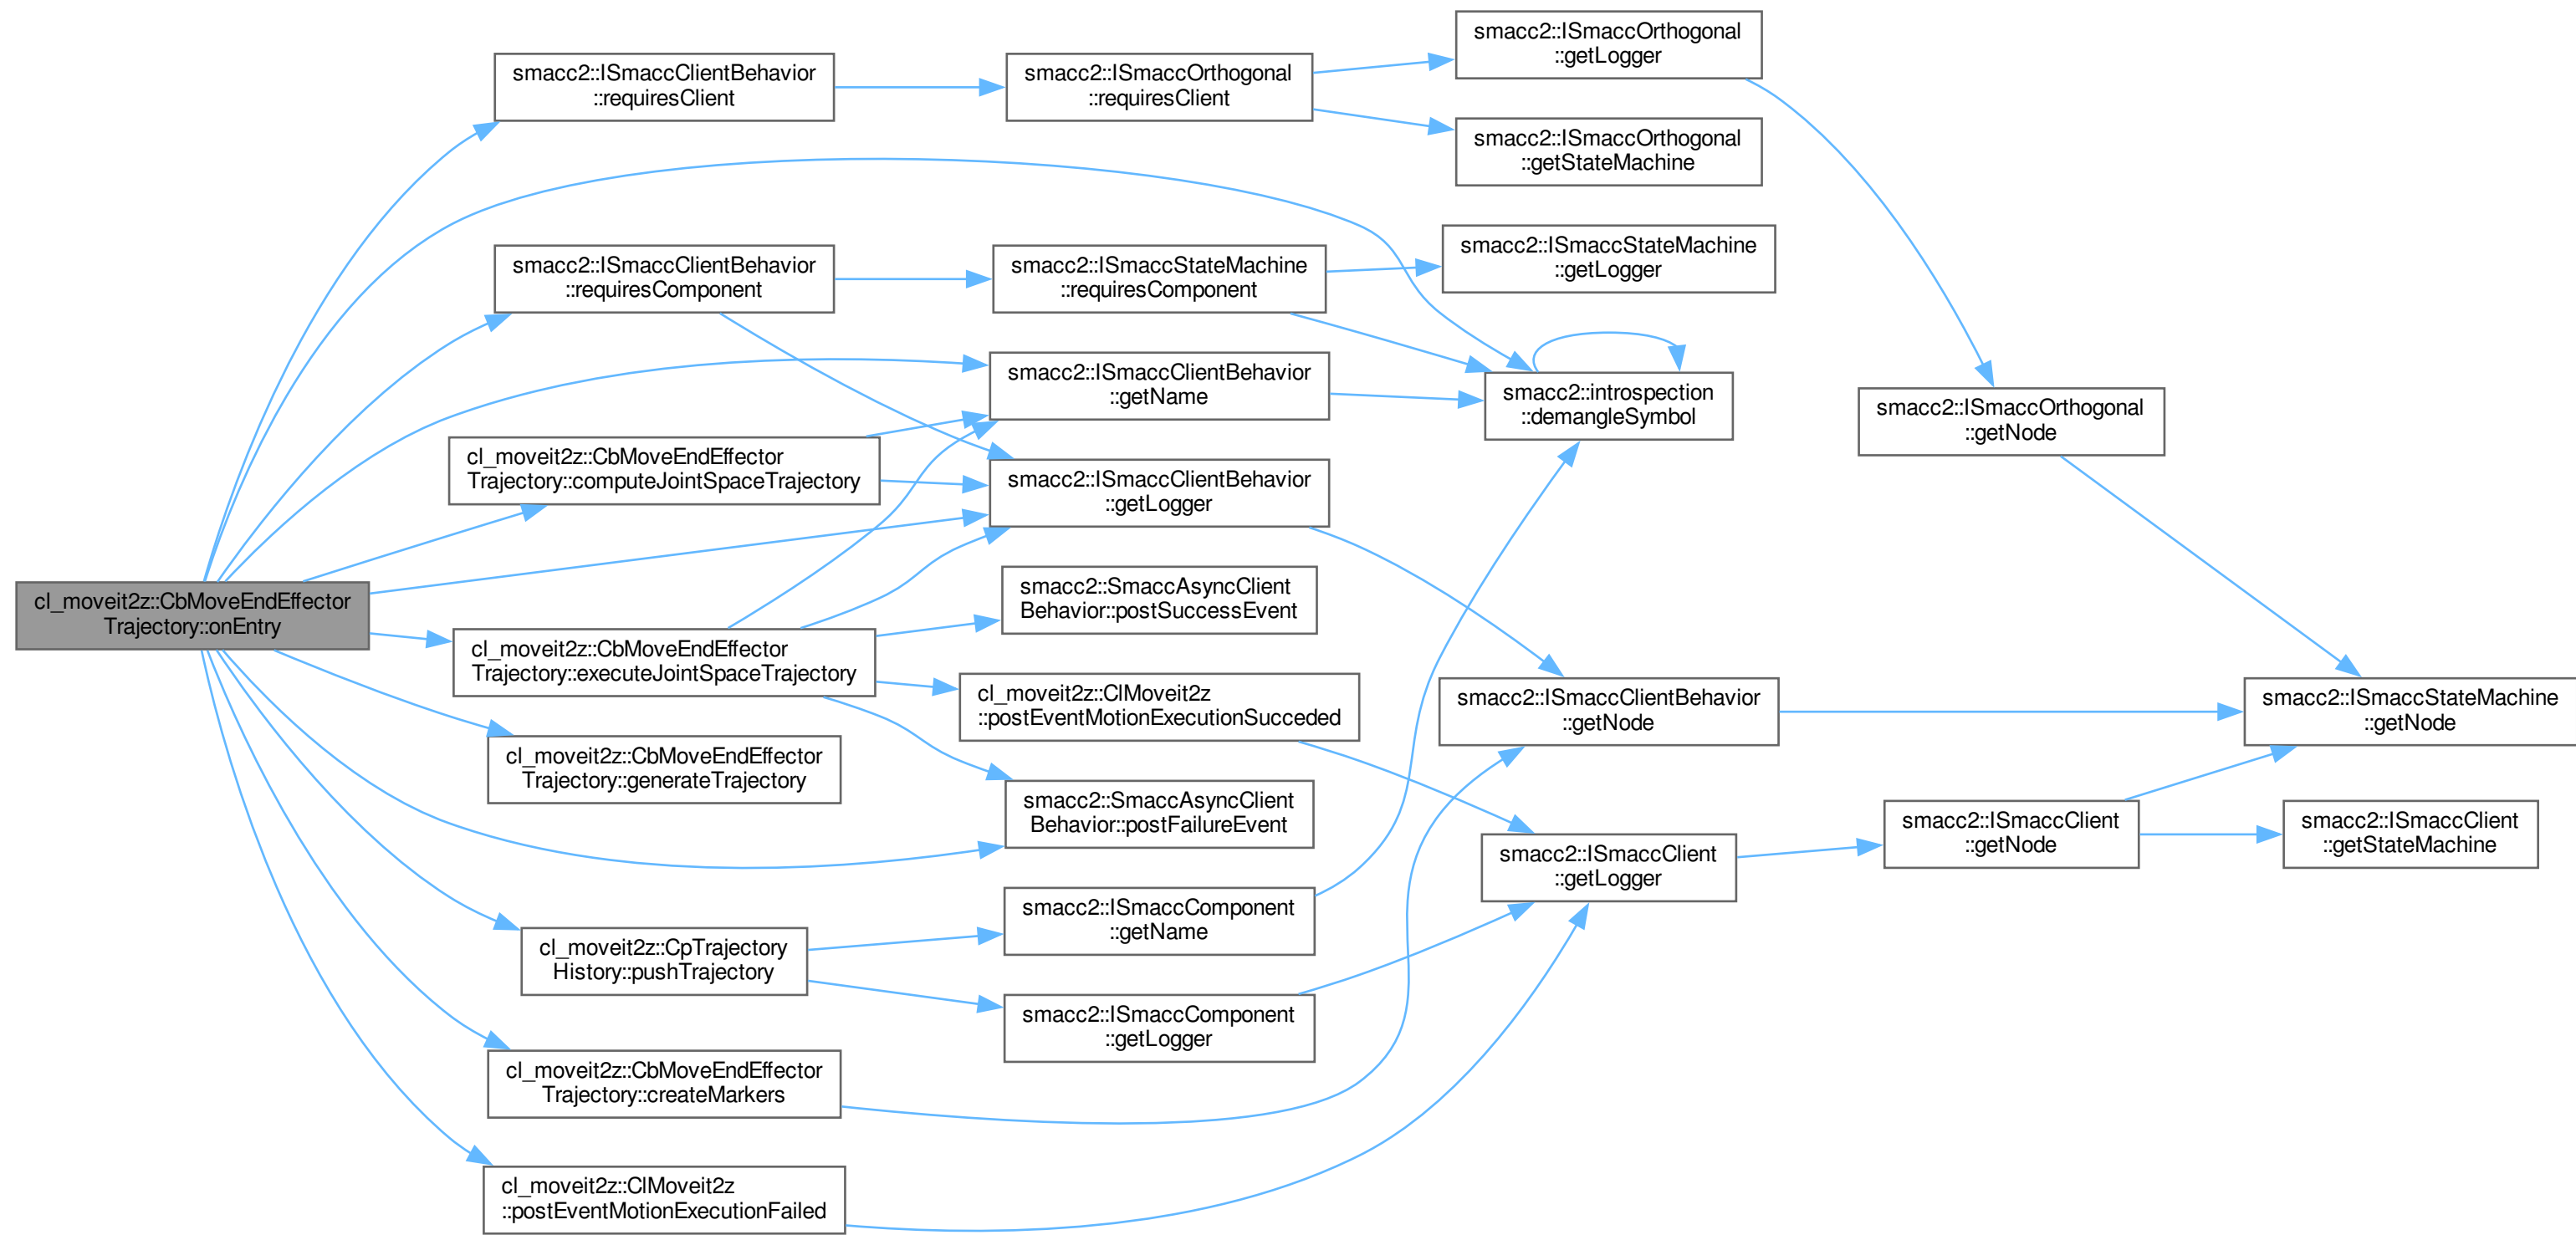 cl_moveit2z::CbMoveEndEffector
Trajectory::onEntry
smacc2::ISmaccClientBehavior
::requiresClient
smacc2::ISmaccClientBehavior
::requiresComponent
cl_moveit2z::CbMoveEndEffector
Trajectory::computeJointSpaceTrajectory
cl_moveit2z::CbMoveEndEffector
Trajectory::executeJointSpaceTrajectory
cl_moveit2z::CbMoveEndEffector
Trajectory::generateTrajectory
cl_moveit2z::CpTrajectory
History::pushTrajectory
cl_moveit2z::CbMoveEndEffector
Trajectory::createMarkers
cl_moveit2z::ClMoveit2z
::postEventMotionExecutionFailed
smacc2::ISmaccOrthogonal
::requiresClient
smacc2::ISmaccStateMachine
::requiresComponent
smacc2::ISmaccClientBehavior
::getName
smacc2::ISmaccClientBehavior
::getLogger
smacc2::SmaccAsyncClient
Behavior::postSuccessEvent
cl_moveit2z::ClMoveit2z
::postEventMotionExecutionSucceded
smacc2::SmaccAsyncClient
Behavior::postFailureEvent
smacc2::ISmaccComponent
::getName
smacc2::ISmaccComponent
::getLogger
smacc2::ISmaccOrthogonal
::getLogger
smacc2::ISmaccOrthogonal
::getStateMachine
smacc2::ISmaccStateMachine
::getLogger
smacc2::introspection
::demangleSymbol
smacc2::ISmaccClientBehavior
::getNode
smacc2::ISmaccClient
::getLogger
smacc2::ISmaccOrthogonal
::getNode
smacc2::ISmaccClient
::getNode
smacc2::ISmaccStateMachine
::getNode
smacc2::ISmaccClient
::getStateMachine